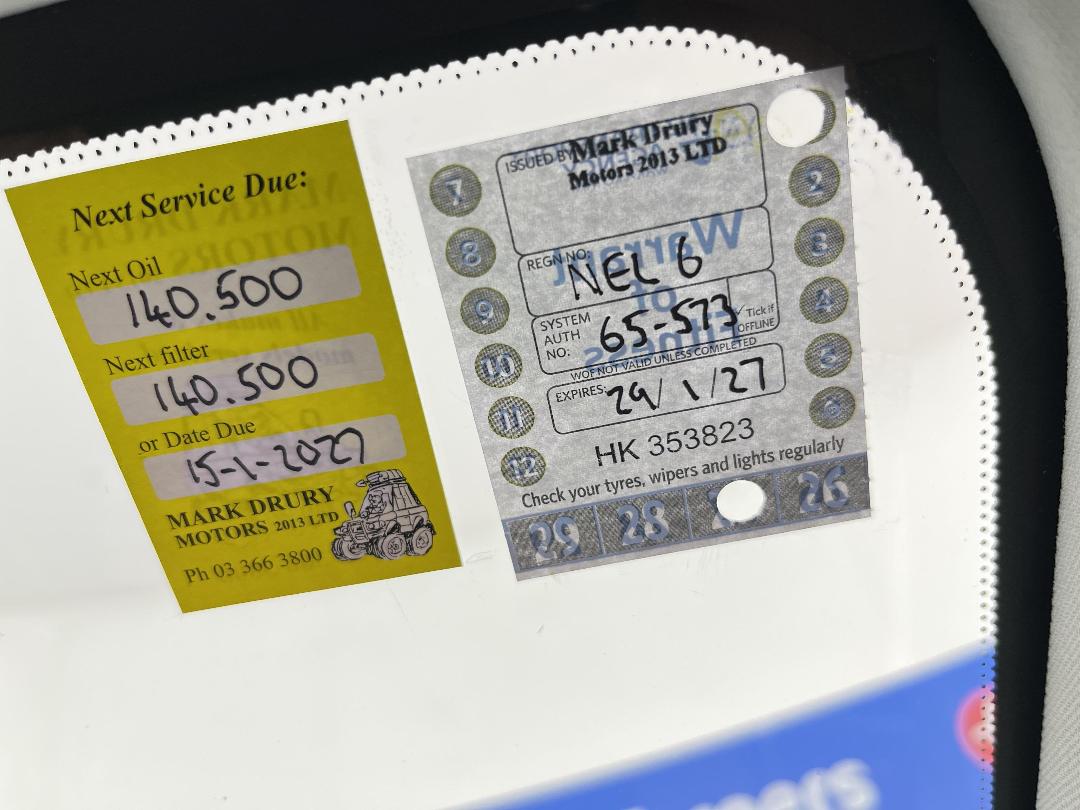 Next Service Due:
Next Oil
140.500
Next filter
140.500
or Date Due
15-1-2027
MARK DRURY
MOTORS 2013 LTD
Ph 03 366 3800
ISSUED BY
Mark Drury
Motors 2013 LTD
REGN NO:
NEL 6
SYSTEM
AUTH
NO:
65-573
✓ Tick if
OFFLINE
WOF NOT VALID UNLESS COMPLETED
EXPIRES:
29/1/27
HK 353823
Check your tyres, wipers and lights regularly
7
8
9
10
11
12
2
3
4
5
6
29 28 26
Warrant
of
Fitness